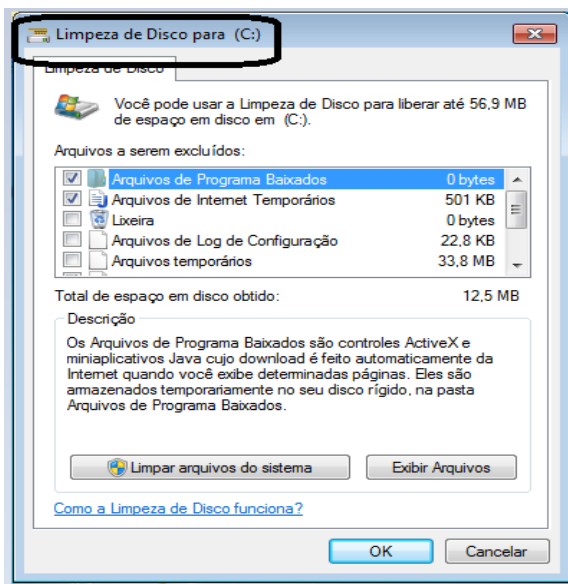 Limpeza de Disco para (C:)
Limpeza de Disco
Você pode usar a Limpeza de Disco para liberar até 56,9 MB
de espaço em disco em (C:).
Arquivos a serem excluídos:
Arquivos de Programa Baixados 0 bytes
Arquivos de Internet Temporários 501 KB
Lixeira 0 bytes
Arquivos de Log de Configuração 22,8 KB
Arquivos temporários 33,8 MB
Total de espaço em disco obtido: 12,5 MB
Descrição
Os Arquivos de Programa Baixados são controles ActiveX e
miniaplicativos Java cujo download é feito automaticamente da
Internet quando você exibe determinadas páginas. Eles são
armazenados temporariamente no seu disco rígido, na pasta
Arquivos de Programa Baixados.
Limpar arquivos do sistema Exibir Arquivos
Como a Limpeza de Disco funciona?
OK Cancelar